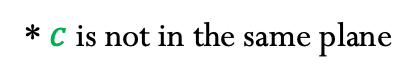 * c is not in the same plane